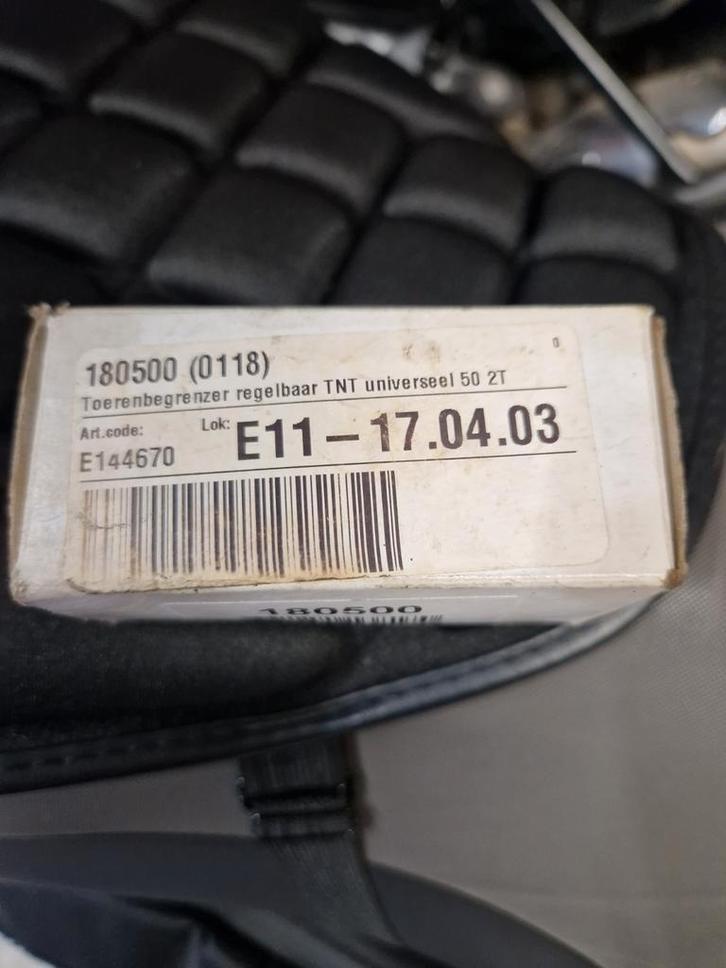 180500 (0118)
0
Toerenbegrenzer regelbaar TNT universeel 50 2T
Art.code:
Lok: E11 – 17.04.03
E144670
180500